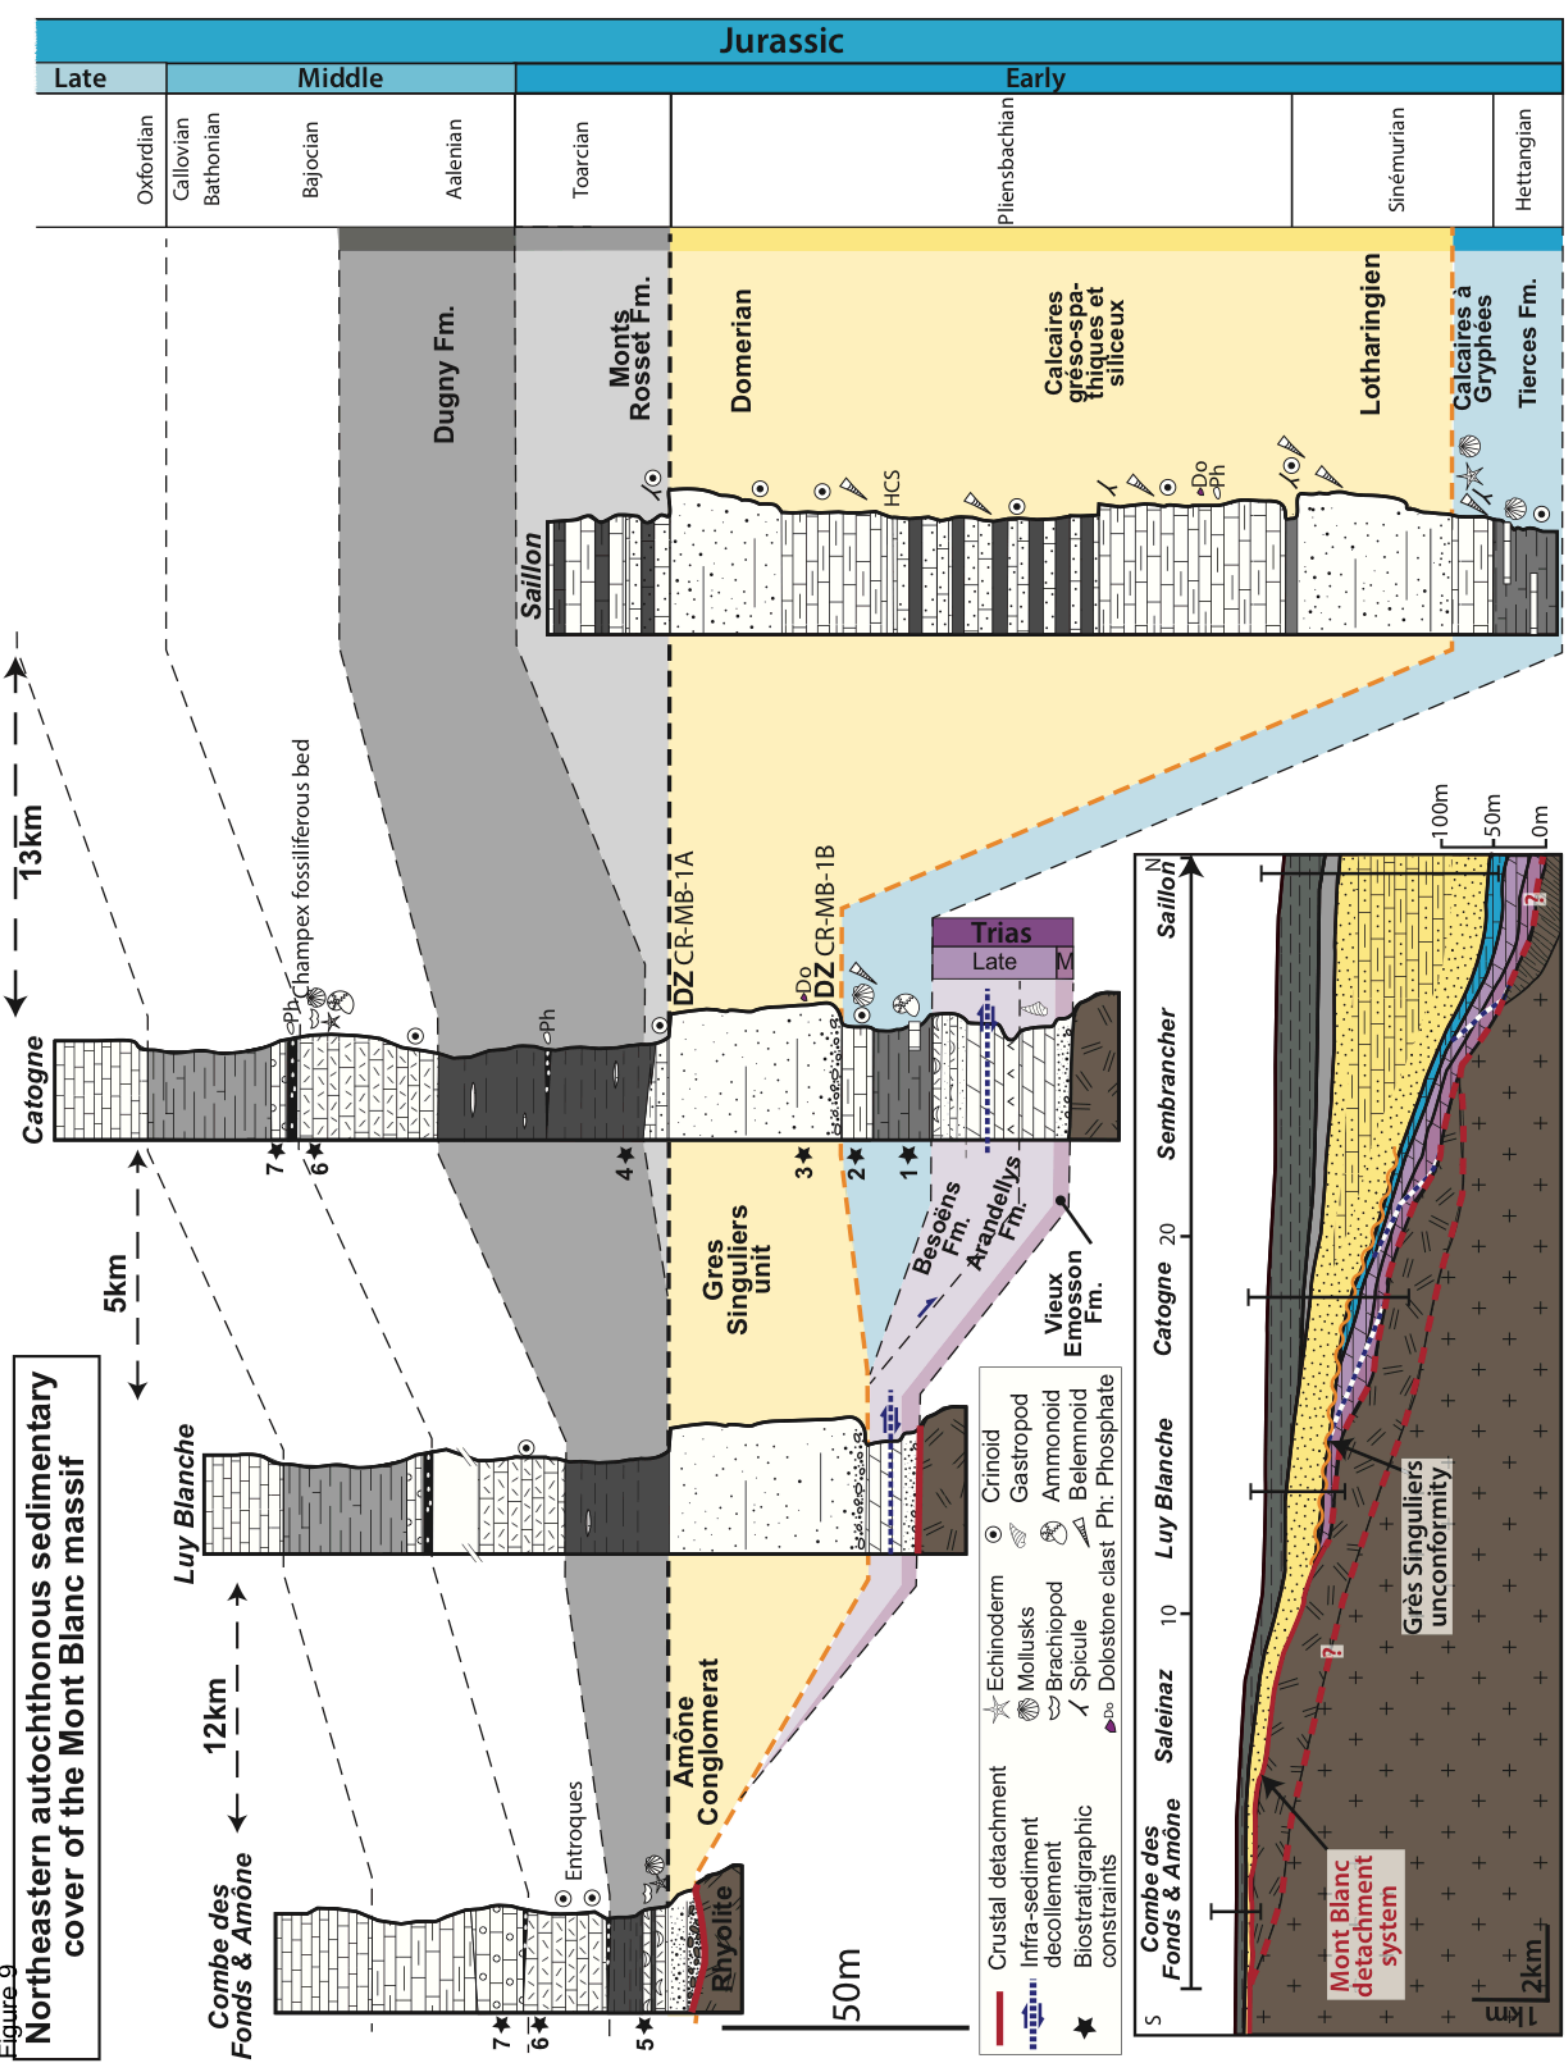 Figure 9
Northeastern autochthonous sedimentary
cover of the Mont Blanc massif
Jurassic
Late
Middle
Early
Oxfordian
Callovian
Bathonian
Bajocian
Aalenian
Toarcian
Pliensbachian
Sinémurian
Hettangian
Combe des
Fonds & Amône
12km
Luy Blanche
5km
Catogne
13km
Saillon
Dugny Fm.
Monts
Rosset Fm.
Domerian
Calcaires
gréso-spa-
thiques et
siliceux
Lotharingien
Calcaires à
Gryphées
Tierces Fm.
Ph
Champex fossiliferous bed
Ph
DZ CR-MB-1A
Do
DZ CR-MB-1B
HCS
Do
Ph
Trias
Late
M
7
6
4
3
2
1
7
6
5
Entroques
Gres
Singuliers
unit
Amône
Conglomerat
Rhyolite
Besoëns
Fm.
Arandellys
Fm.
Vieux
Emosson
Fm.
50m
Crustal detachment
Infra-sediment
decollement
Biostratigraphic
constraints
Echinoderm
Mollusks
Brachiopod
Spicule
Do Dolostone clast
Crinoid
Gastropod
Ammonoid
Belemnoid
Ph: Phosphate
S
N
Combe des
Fonds & Amône
Saleinaz
10
Luy Blanche
Catogne
20
Sembrancher
Saillon
100m
50m
0m
?
?
Mont Blanc
detachment
system
Grès Singuliers
unconformity
1km
2km